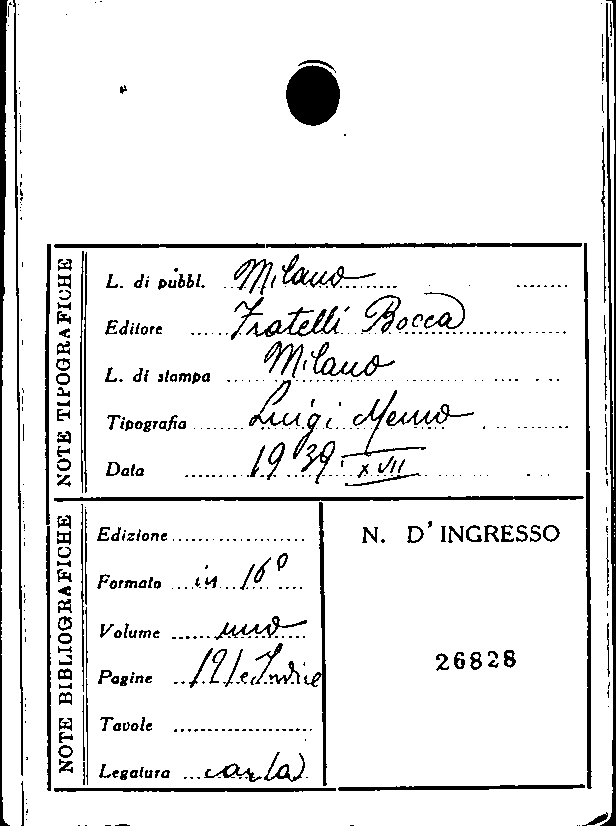 NOTE TIPOGRAFICHE
L. di pubbl. Milano
Editore Fratelli Bocca
L. di stampa Milano
Tipografia Luigi Memo
Data 1939. XVII
NOTE BIBLIOGRAFICHE
Edizione
Formato in 16°
Volume uno
Pagine 191 e Indice
Tavole
Legatura carta
N. D'INGRESSO
26828